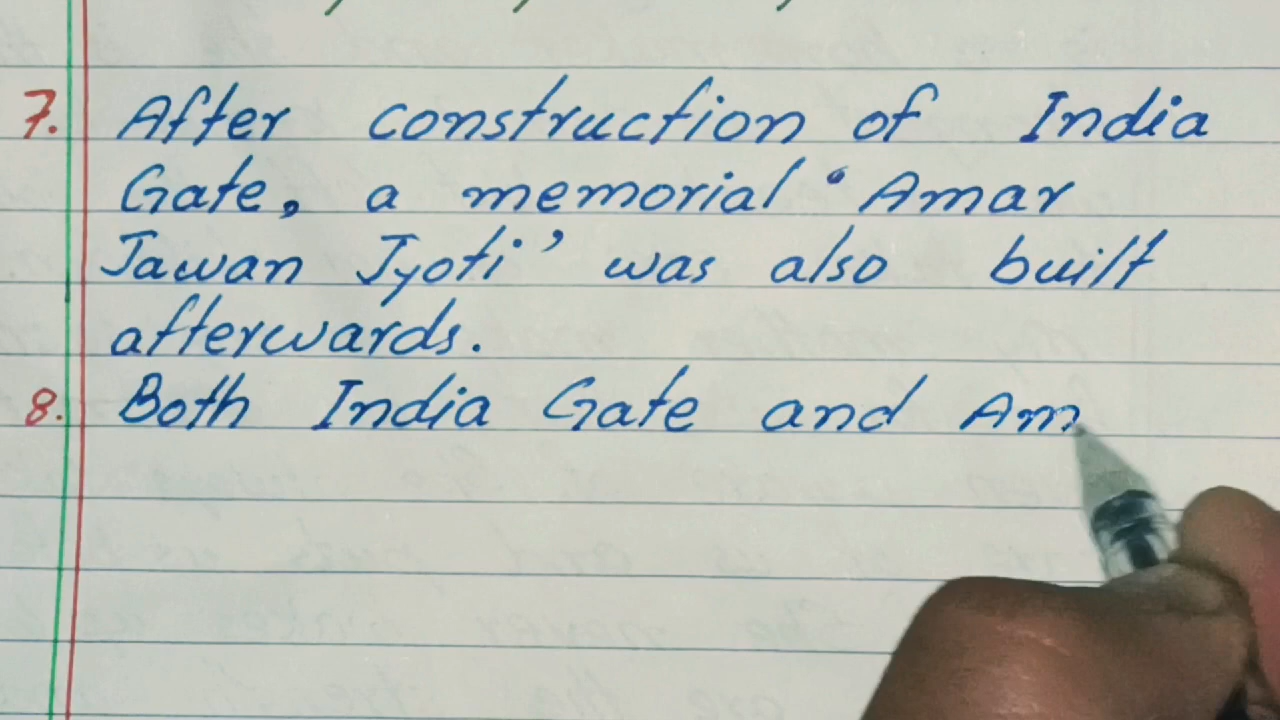 7. After construction of India
Gate, a memorial ‘Amar
Jawan Jyoti’ was also built
afterwards.
8. Both India Gate and Am